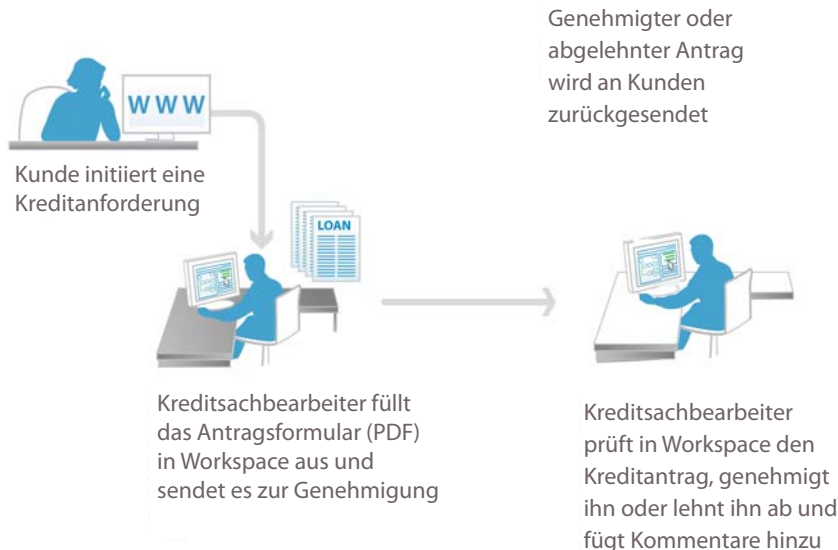 Genehmigter oder
abgelehnter Antrag
wird an Kunden
zurückgesendet
WWW
Kunde initiiert eine
Kreditanforderung
LOAN
Kreditsachbearbeiter füllt
das Antragsformular (PDF)
in Workspace aus und
sendet es zur Genehmigung
Kreditsachbearbeiter
prüft in Workspace den
Kreditantrag, genehmigt
ihn oder lehnt ihn ab und
fügt Kommentare hinzu